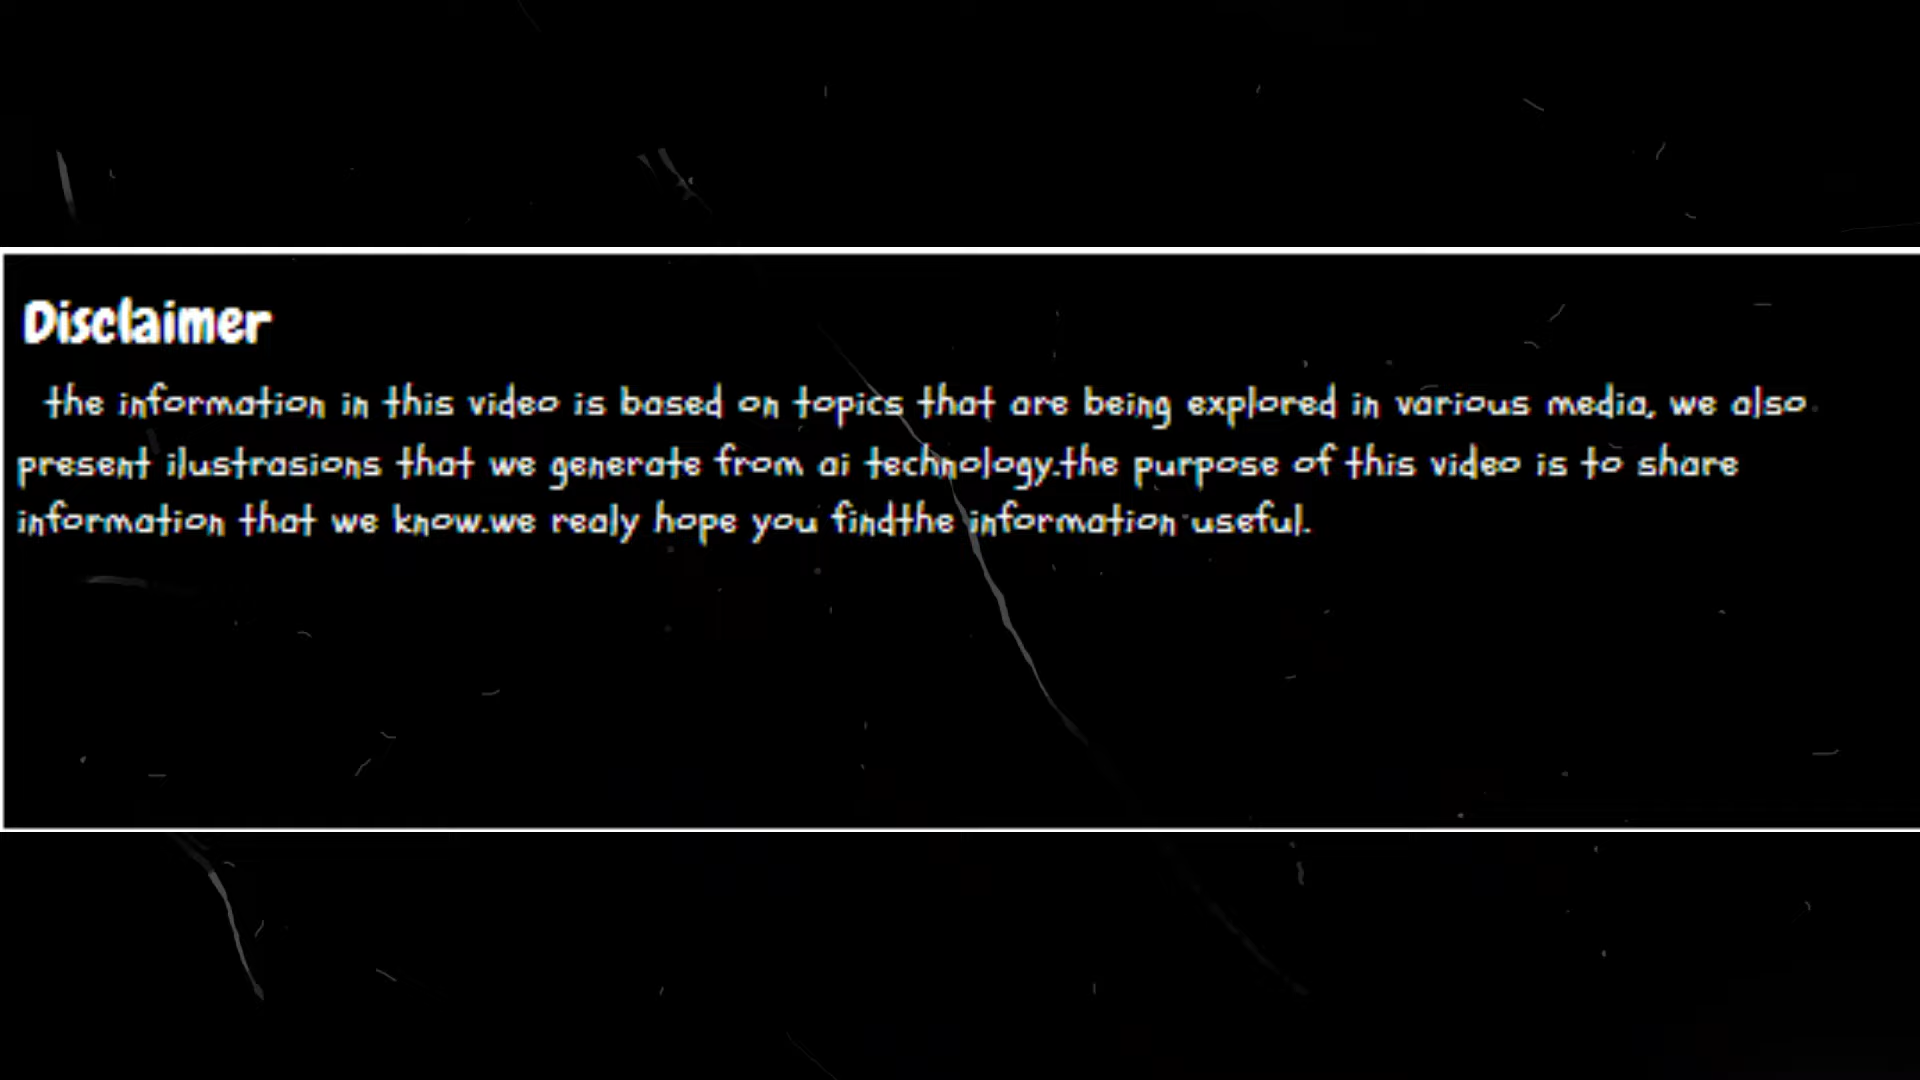 Disclaimer
the information in this video is based on topics that are being explored in various media, we also
present ilustrasions that we generate from ai technology.the purpose of this video is to share
information that we know.we realy hope you findthe information useful.